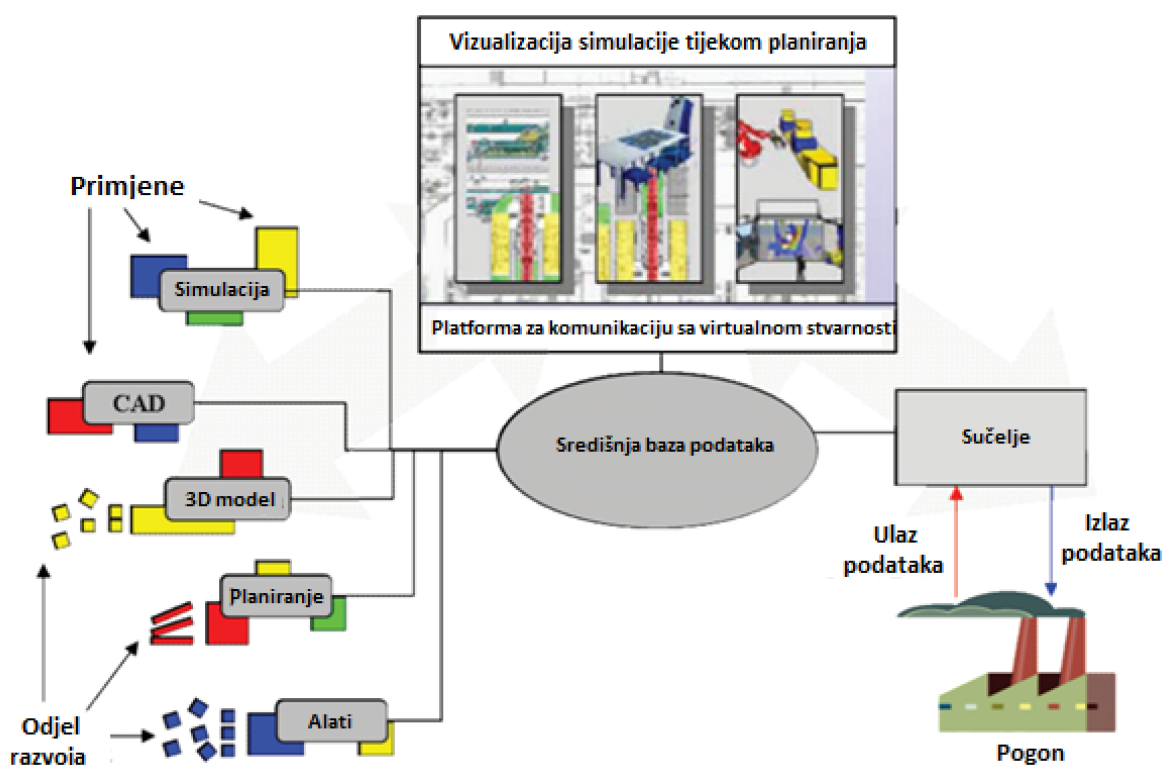 Vizualizacija simulacije tijekom planiranja
Platforma za komunikaciju sa virtualnom stvarnosti
Primjene
Simulacija
CAD
3D model
Planiranje
Alati
Odjel
razvoja
Središnja baza podataka
Sučelje
Ulaz
podataka
Izlaz
podataka
Pogon